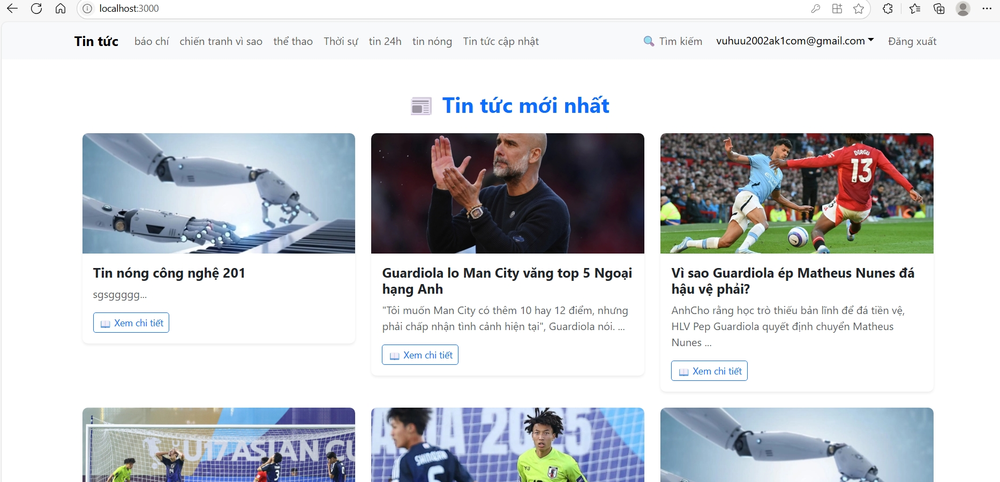 localhost:3000
Tin tức báo chí chiến tranh vì sao thể thao Thời sự tin 24h tin nóng Tin tức cập nhật Tìm kiếm vuhuu2002ak1com@gmail.com Đăng xuất
Tin tức mới nhất
DORGU
13
Tin nóng công nghệ 201
sgsggggg...
Xem chi tiết
Guardiola lo Man City văng top 5 Ngoại
hạng Anh
"Tôi muốn Man City có thêm 10 hay 12 điểm, nhưng
phải chấp nhận tình cảnh hiện tại", Guardiola nói. ...
Xem chi tiết
Vì sao Guardiola ép Matheus Nunes đá
hậu vệ phải?
AnhCho rằng học trò thiếu bản lĩnh để đá tiền vệ,
HLV Pep Guardiola quyết định chuyển Matheus
Nunes ...
Xem chi tiết
U17 ASIAN CU
3
2025
6
Y-3